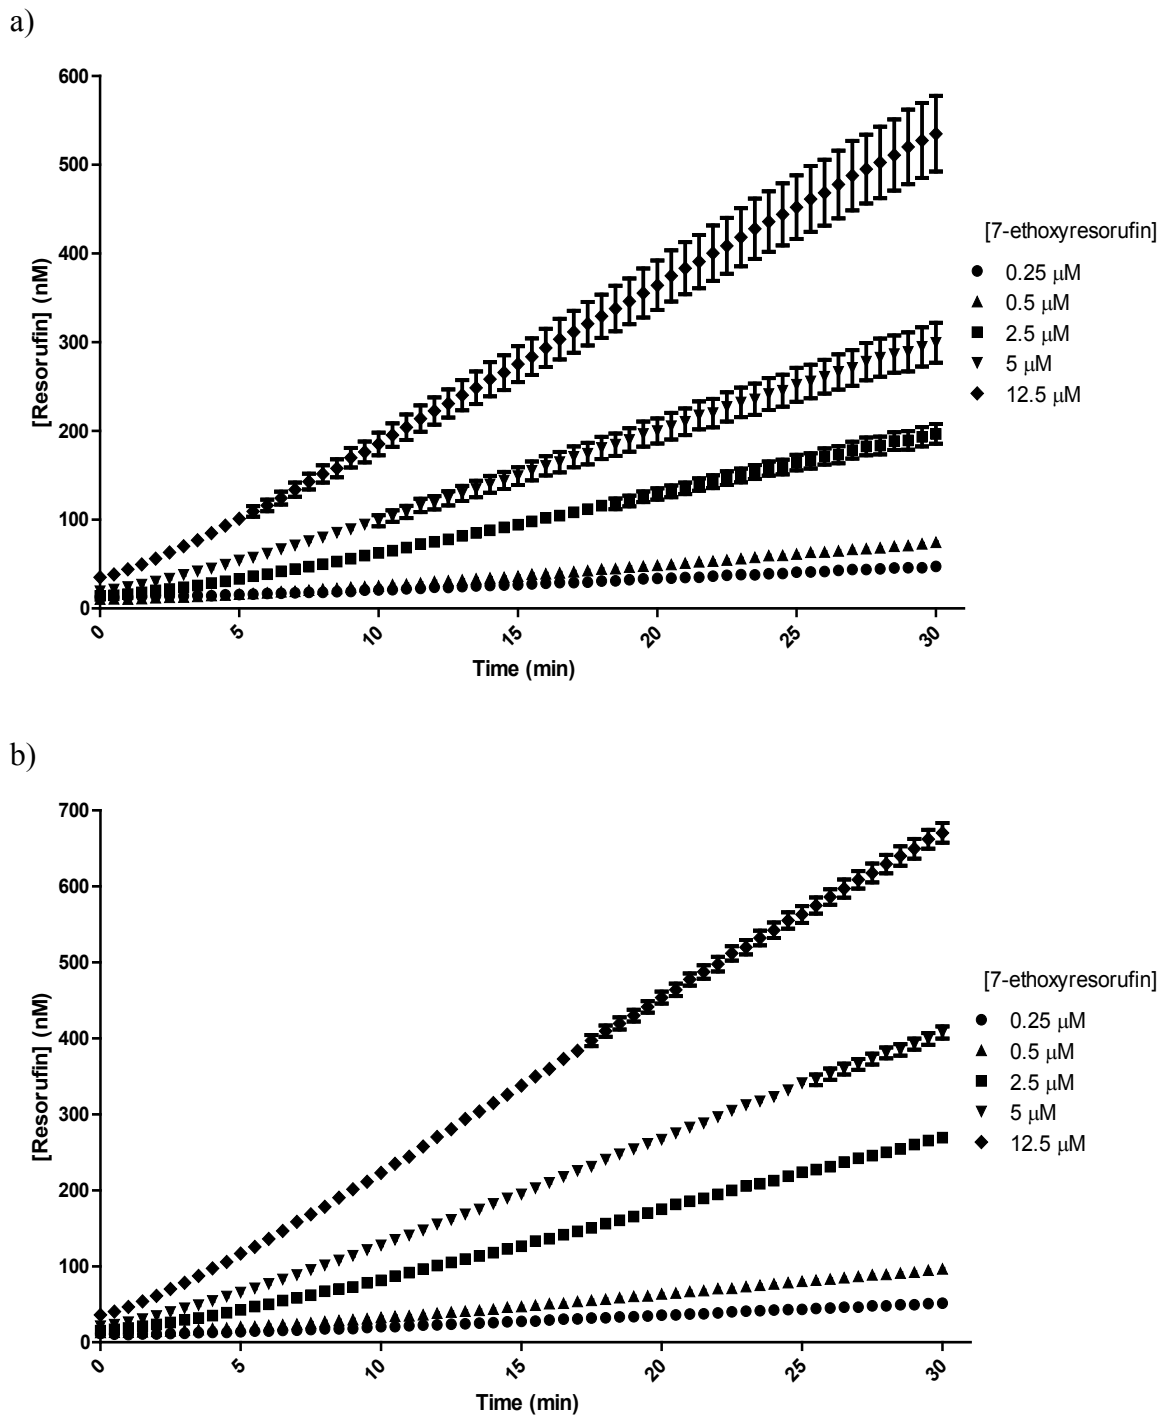 a)
600
500
400
300
200
100
0
[Resorufin] (nM)
0 5 10 15 20 25 30
Time (min)
[7-ethoxyresorufin]
0.25 μM
0.5 μM
2.5 μM
5 μM
12.5 μM
b)
700
600
500
400
300
200
100
0
[Resorufin] (nM)
0 5 10 15 20 25 30
Time (min)
[7-ethoxyresorufin]
0.25 μM
0.5 μM
2.5 μM
5 μM
12.5 μM